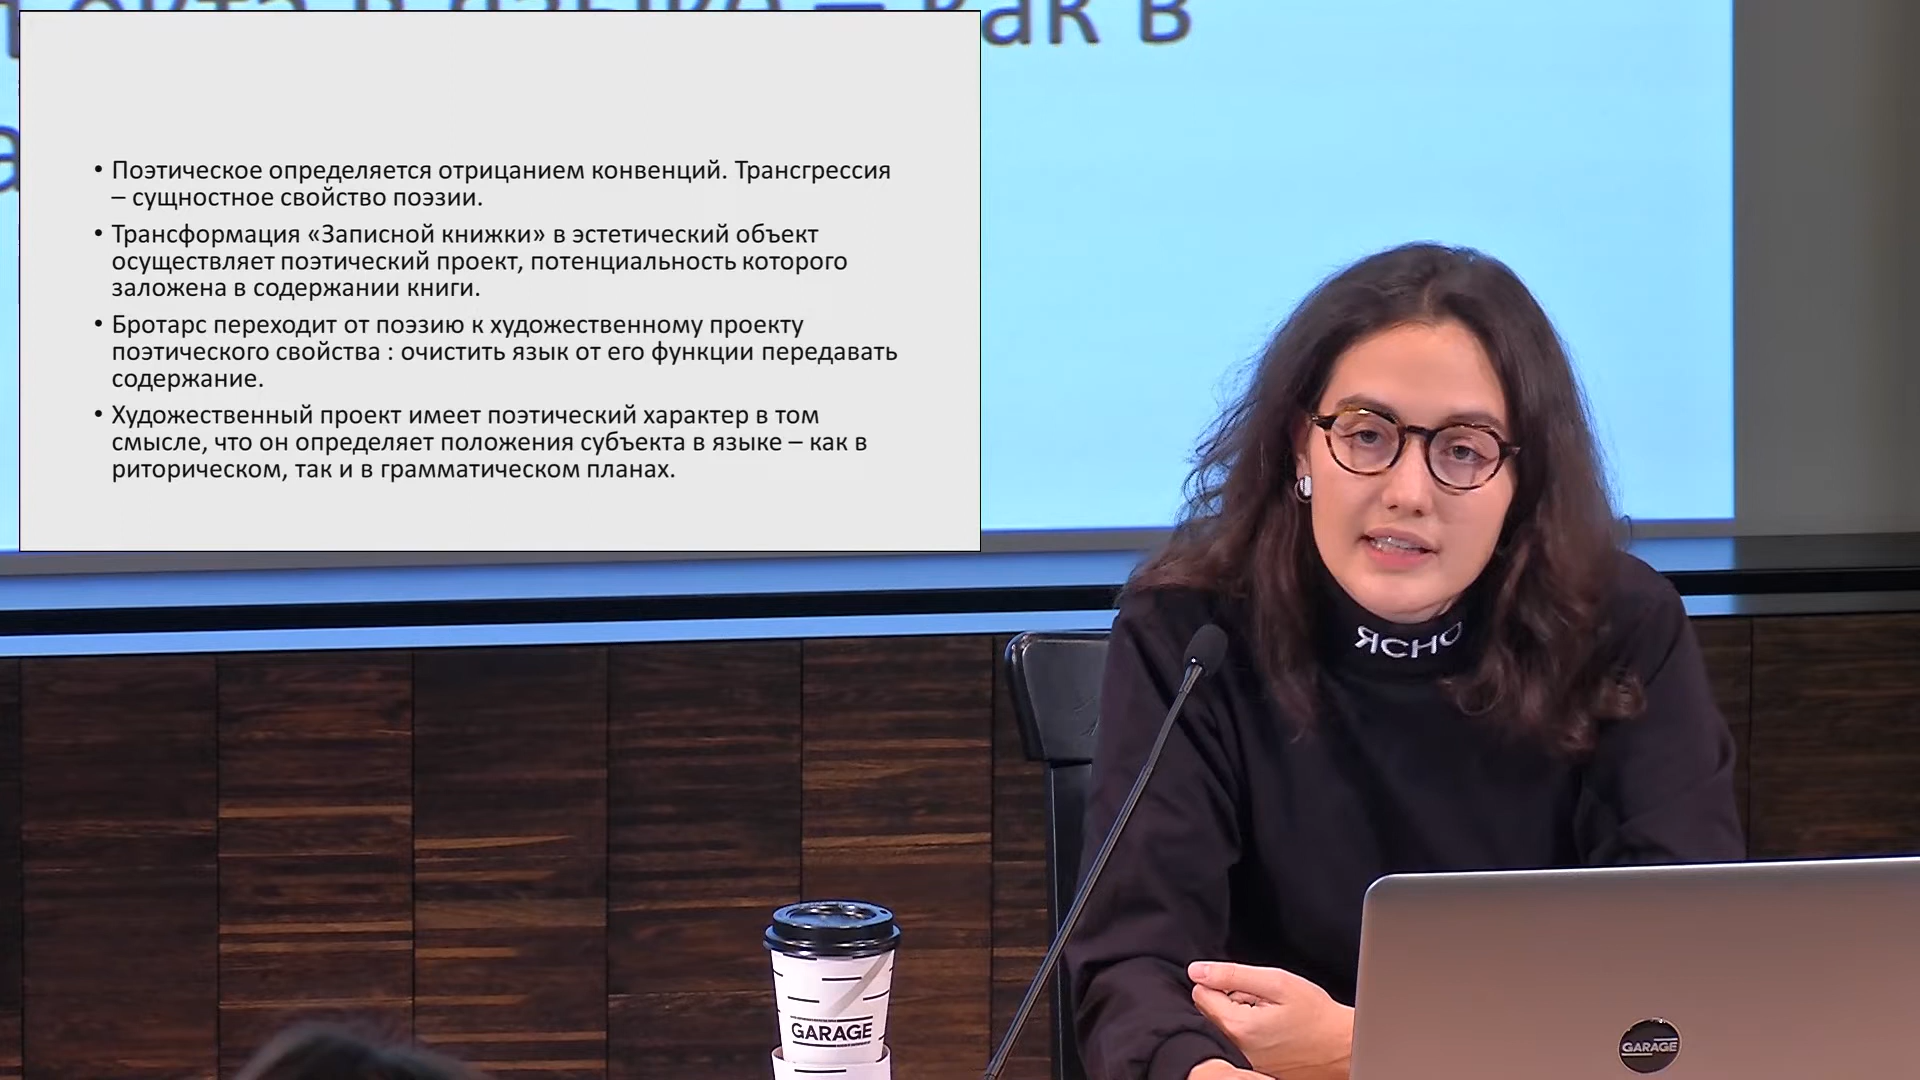 как в
• Поэтическое определяется отрицанием конвенций. Трансгрессия
– сущностное свойство поэзии.
• Трансформация «Записной книжки» в эстетический объект
осуществляет поэтический проект, потенциальность которого
заложена в содержании книги.
• Бротарс переходит от поэзию к художественному проекту
поэтического свойства : очистить язык от его функции передавать
содержание.
• Художественный проект имеет поэтический характер в том
смысле, что он определяет положения субъекта в языке – как в
риторическом, так и в грамматическом планах.
ЯСНО
GARAGE
GARAGE